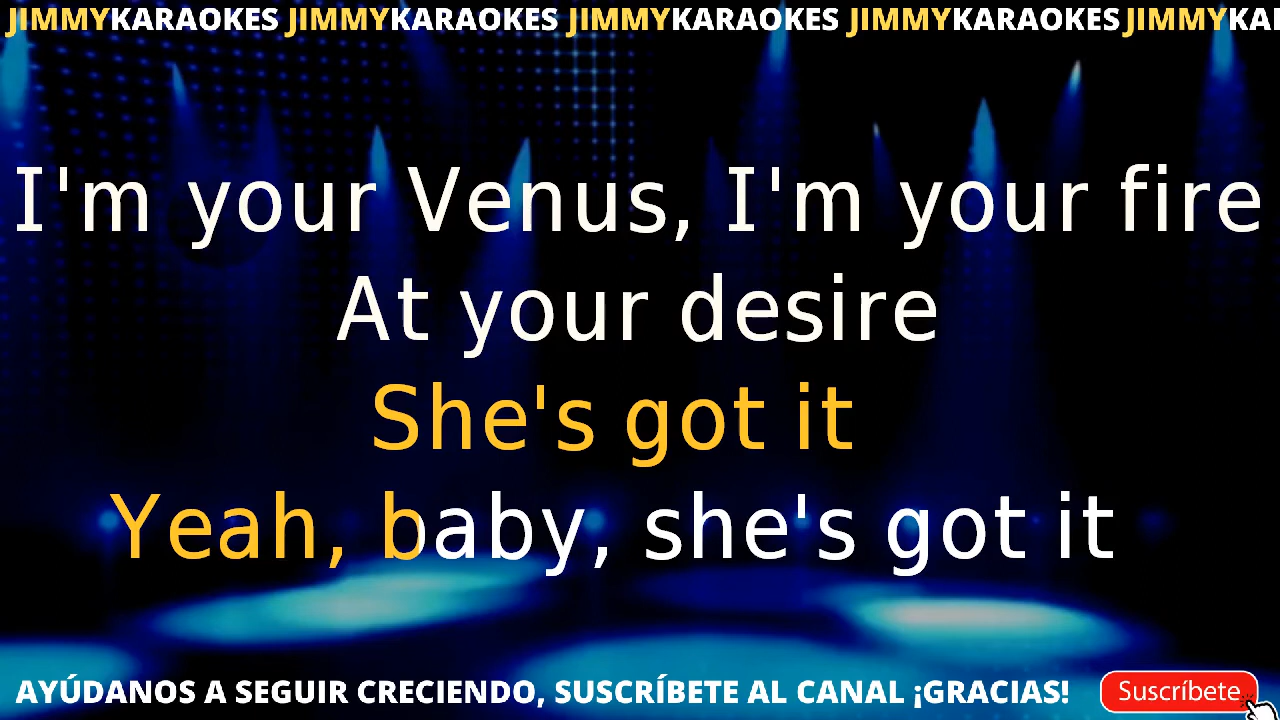 JIMMYKARAOKES JIMMYKARAOKES JIMMYKARAOKES JIMMYKARAOKES JIMMYKA
I'm your Venus, I'm your fire
At your desire
She's got it
Yeah, baby, she's got it
AYÚDANOS A SEGUIR CRECIENDO, SUSCRÍBETE AL CANAL ¡GRACIAS! Suscríbete